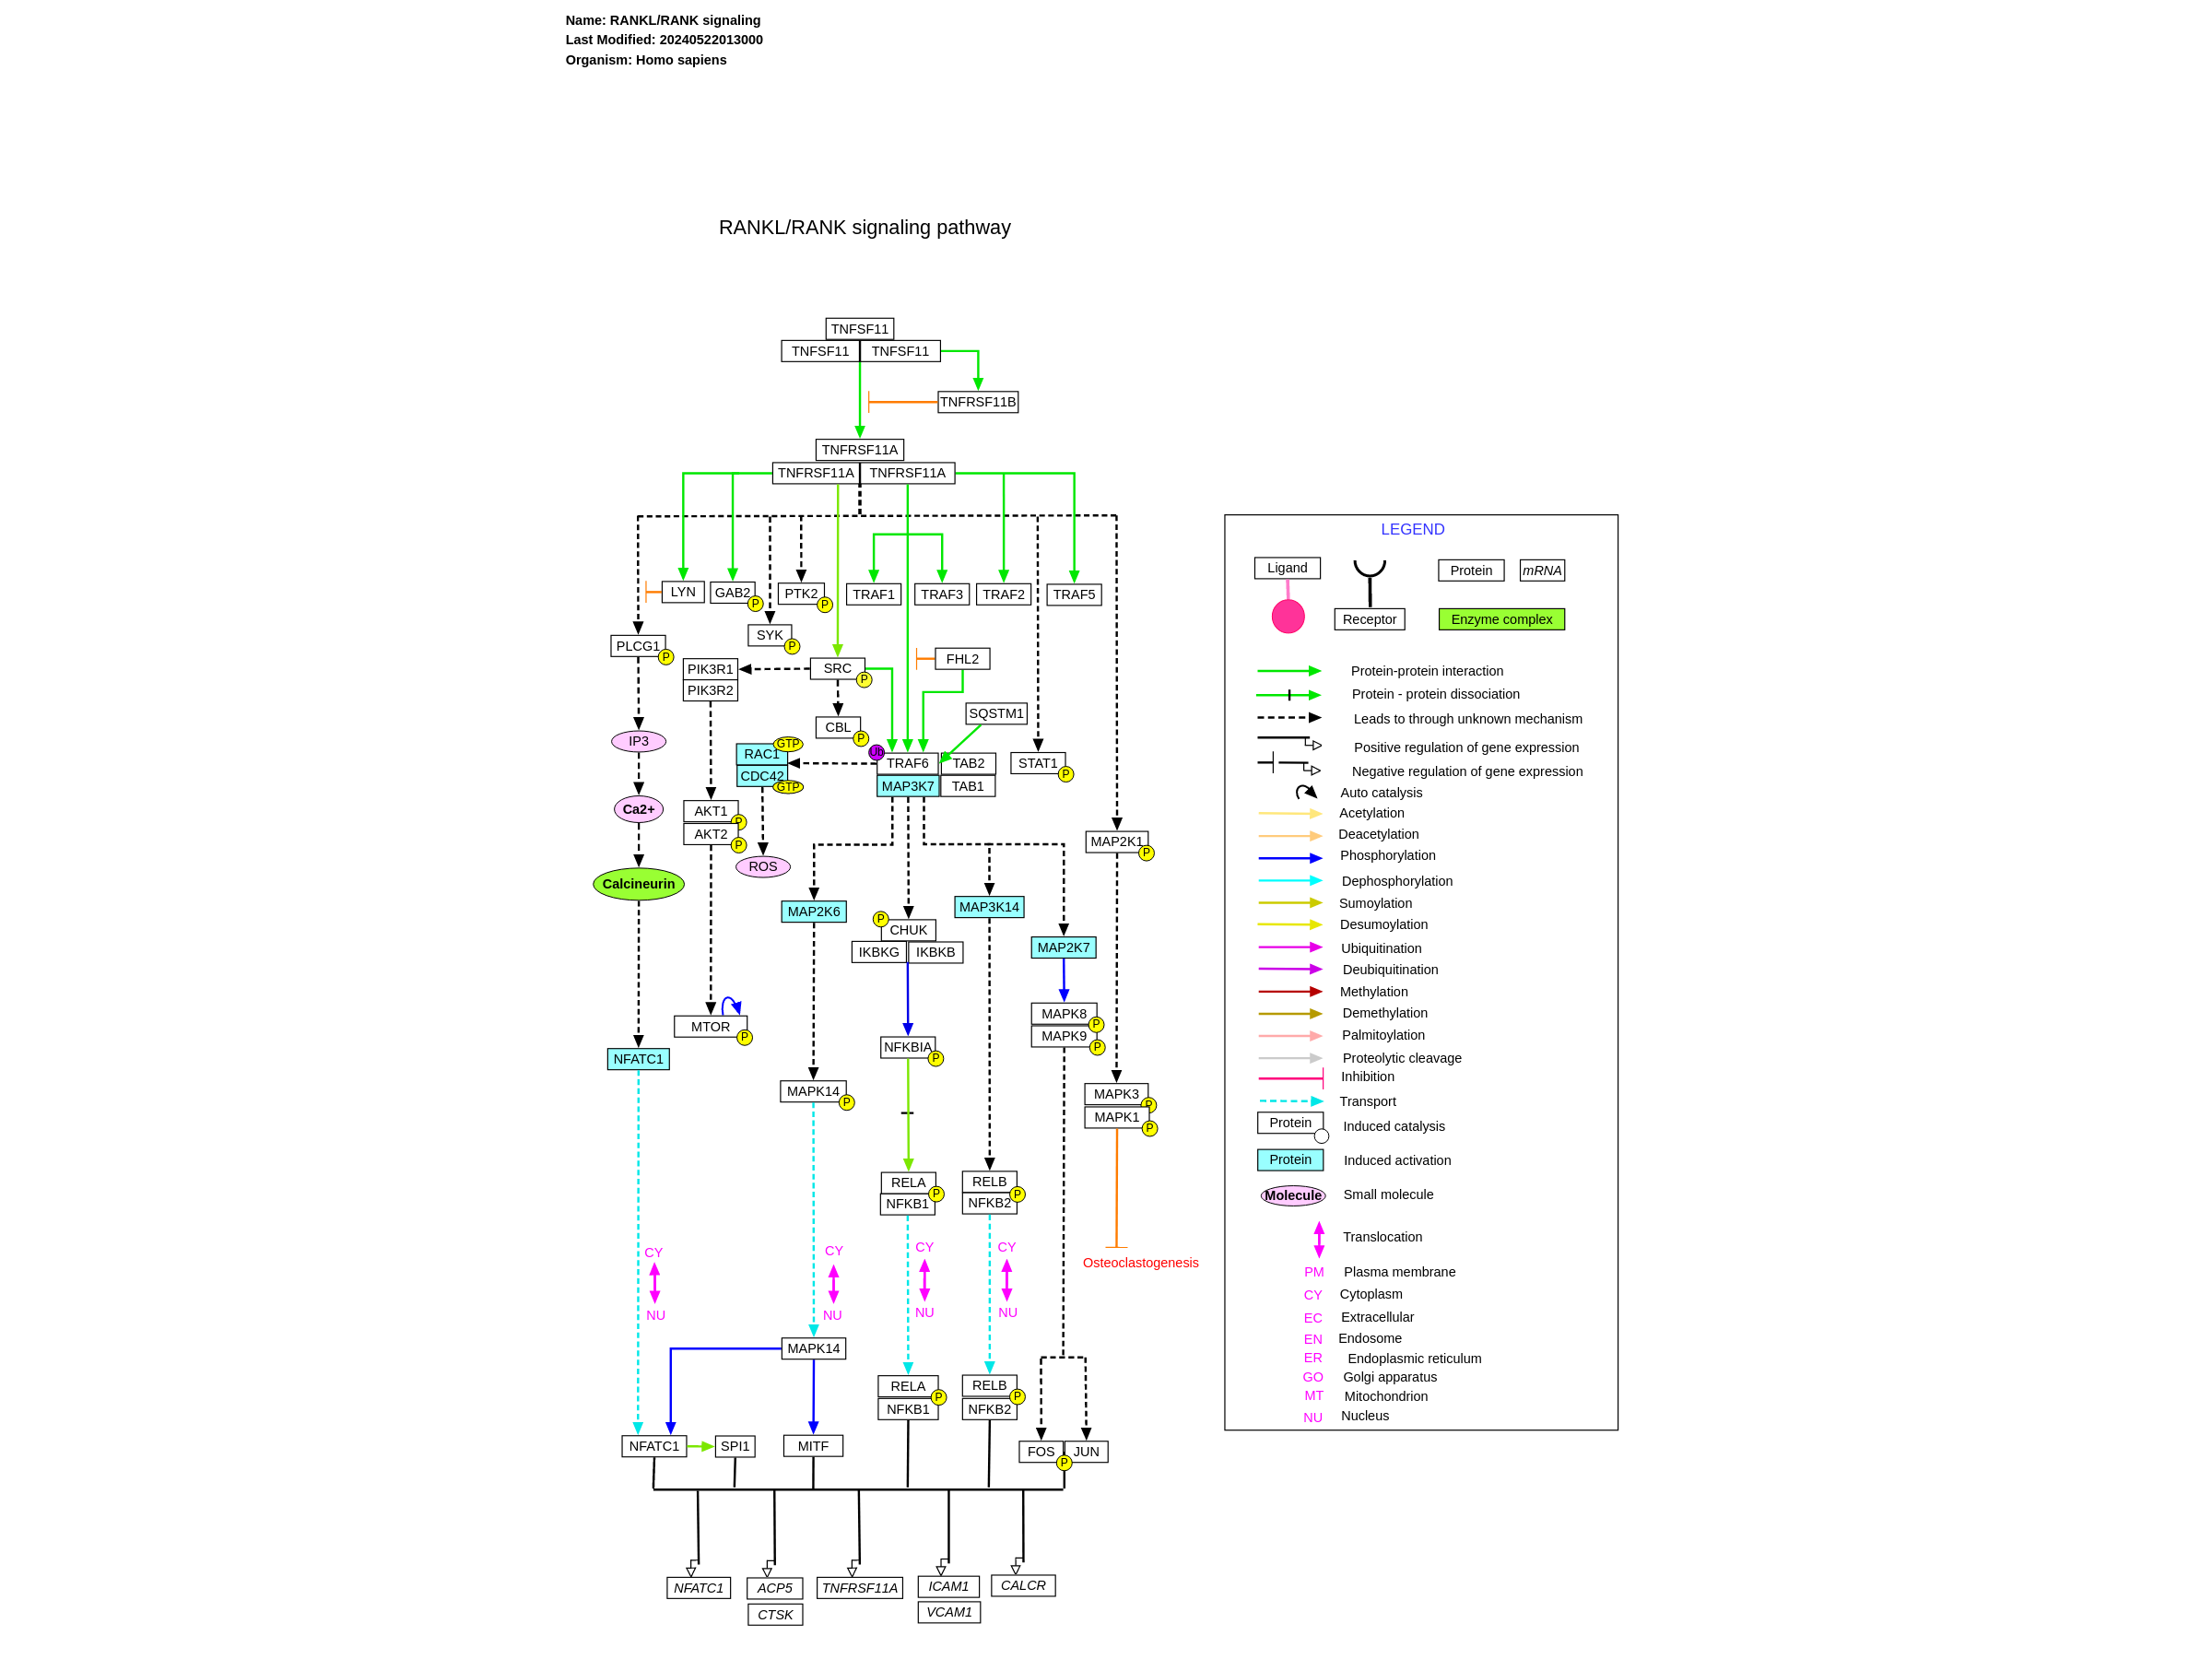 Name: RANKL/RANK signaling
Last Modified: 20240522013000
Organism: Homo sapiens
RANKL/RANK signaling pathway
TNFSF11
TNFSF11 TNFSF11
TNFRSF11B
TNFRSF11A
TNFRSF11A TNFRSF11A
LYN GAB2 P PTK2 P TRAF1 TRAF3 TRAF2 TRAF5
SYK P
PLCG1 P
PIK3R1 SRC P FHL2
PIK3R2
SQSTM1
CBL P
IP3
RAC1 GTP Ub TRAF6 TAB2 STAT1 P
CDC42 GTP MAP3K7 TAB1
Ca2+
AKT1 P
AKT2 P
MAP2K1 P
ROS
Calcineurin
MAP2K6 MAP3K14
P CHUK
IKBKG IKBKB MAP2K7
MAPK8 P
MTOR P MAPK9 P
NFKBIA P
NFATC1
MAPK14 P MAPK3 P
MAPK1 P
RELA P RELB P
NFKB1 NFKB2
CY CY CY CY
Osteoclastogenesis
NU NU NU NU
MAPK14
RELA P RELB P
NFKB1 NFKB2
NFATC1 SPI1 MITF FOS JUN P
NFATC1 ACP5 TNFRSF11A ICAM1 CALCR
CTSK VCAM1
LEGEND
Ligand Protein mRNA
Receptor Enzyme complex
Protein-protein interaction
Protein - protein dissociation
Leads to through unknown mechanism
Positive regulation of gene expression
Negative regulation of gene expression
Auto catalysis
Acetylation
Deacetylation
Phosphorylation
Dephosphorylation
Sumoylation
Desumoylation
Ubiquitination
Deubiquitination
Methylation
Demethylation
Palmitoylation
Proteolytic cleavage
Inhibition
Transport
Protein Induced catalysis
Protein Induced activation
Molecule Small molecule
Translocation
PM Plasma membrane
CY Cytoplasm
EC Extracellular
EN Endosome
ER Endoplasmic reticulum
GO Golgi apparatus
MT Mitochondrion
NU Nucleus